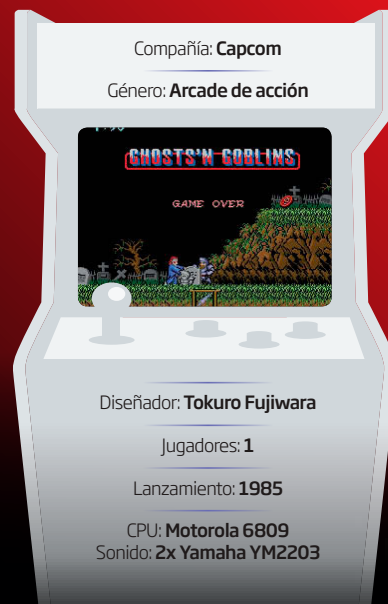 Compañía: Capcom
Género: Arcade de acción
GHOSTS'N GOBLINS
GAME OVER
Diseñador: Tokuro Fujiwara
Jugadores: 1
Lanzamiento: 1985
CPU: Motorola 6809
Sonido: 2x Yamaha YM2203